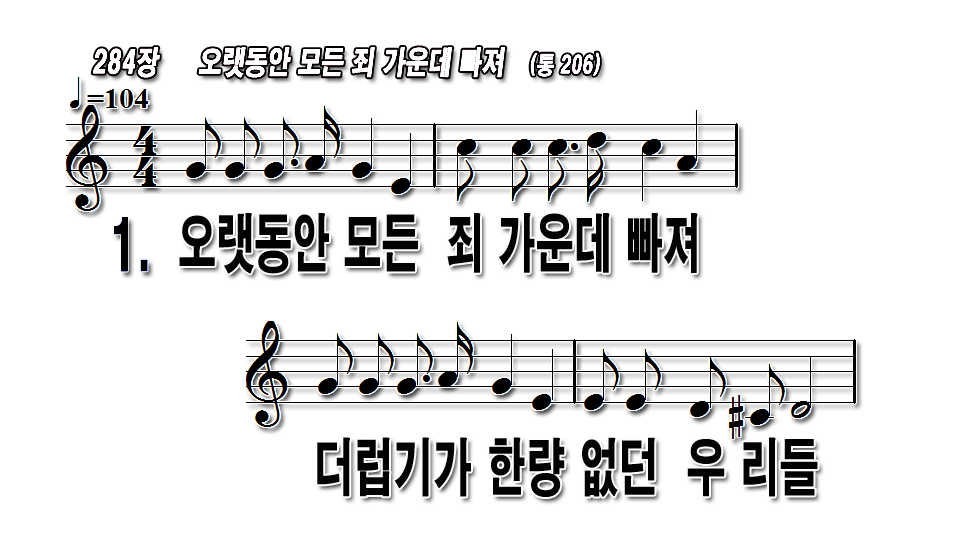 284장 오랫동안 모든 죄 가운데 빠져 (통 206)
♩=104
4
4
1. 오랫동안 모든 죄 가운데 빠져
더럽기가 한량 없던 우 리들